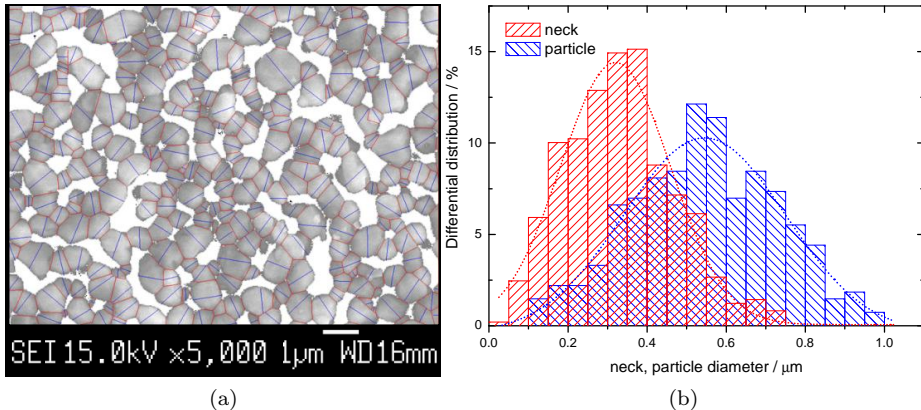 SEI 15.0kV ×5,000 1μm WD16mm
(a)
neck
particle
Differential distribution / %
15
10
5
0
0.0 0.2 0.4 0.6 0.8 1.0
neck, particle diameter / μm
(b)